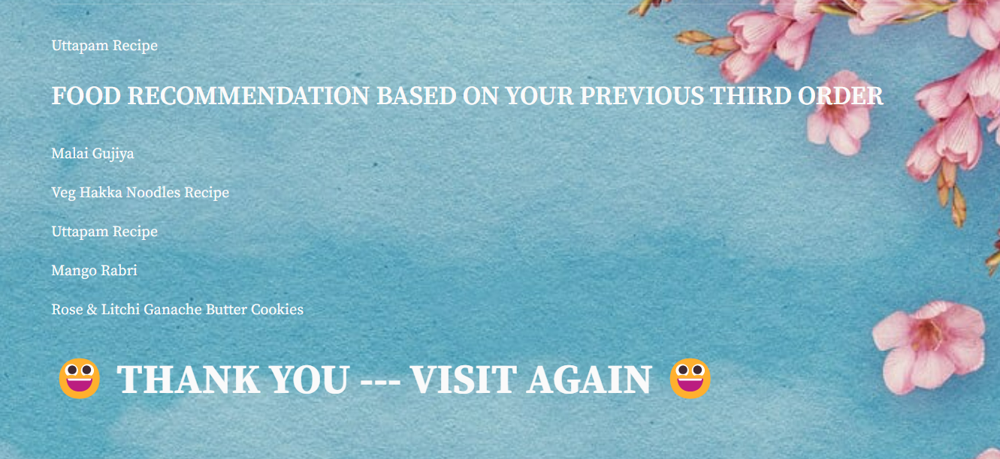 Uttapam Recipe
FOOD RECOMMENDATION BASED ON YOUR PREVIOUS THIRD ORDER
Malai Gujiya
Veg Hakka Noodles Recipe
Uttapam Recipe
Mango Rabri
Rose & Litchi Ganache Butter Cookies
THANK YOU --- VISIT AGAIN